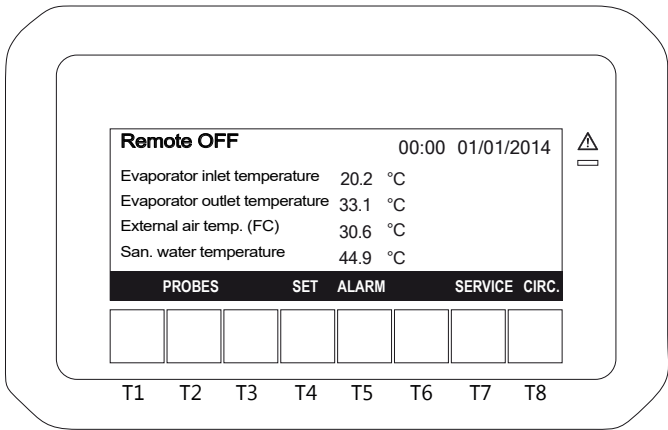 Remote OFF 00:00 01/01/2014
Evaporator inlet temperature 20.2 °C
Evaporator outlet temperature 33.1 °C
External air temp. (FC) 30.6 °C
San. water temperature 44.9 °C
PROBES SET ALARM SERVICE CIRC.
T1 T2 T3 T4 T5 T6 T7 T8